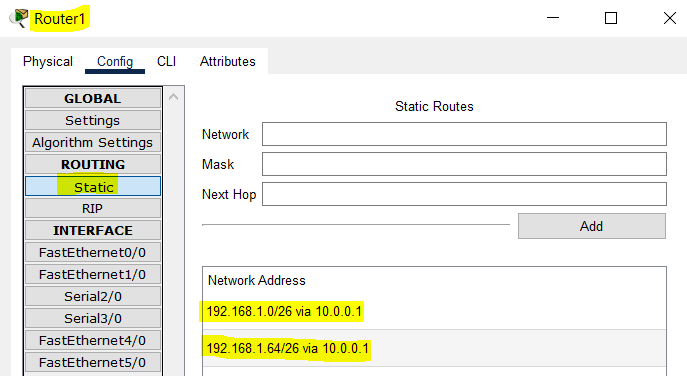 Router1
Physical Config CLI Attributes
GLOBAL
Settings
Algorithm Settings
ROUTING
Static
RIP
INTERFACE
FastEthernet0/0
FastEthernet1/0
Serial2/0
Serial3/0
FastEthernet4/0
FastEthernet5/0
Static Routes
Network
Mask
Next Hop
Add
Network Address
192.168.1.0/26 via 10.0.0.1
192.168.1.64/26 via 10.0.0.1